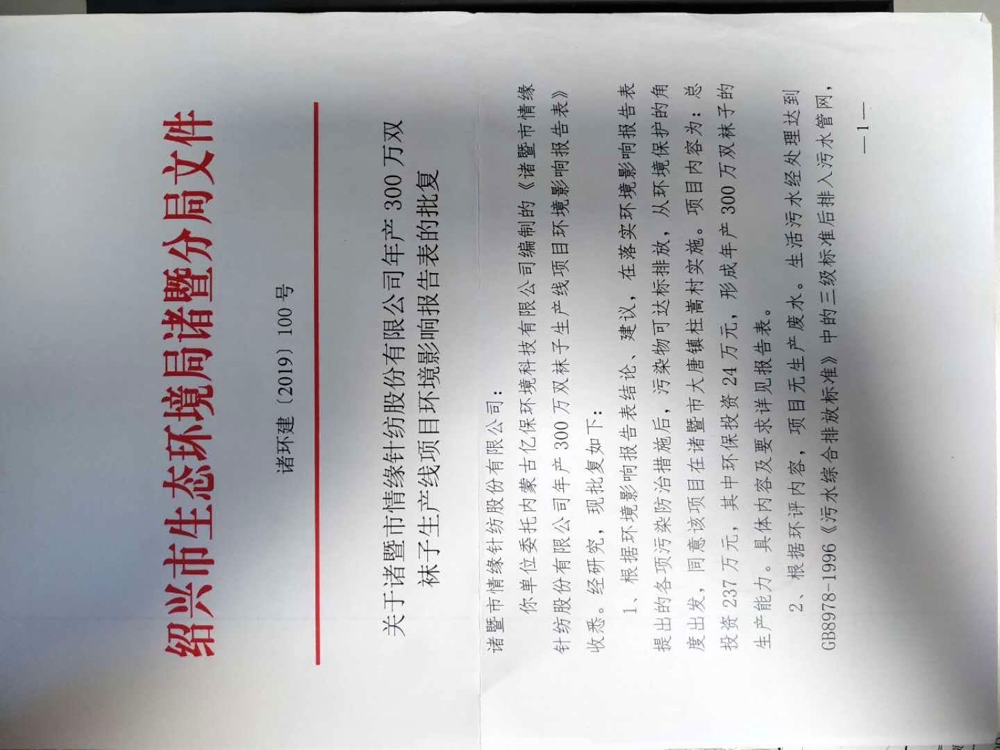 绍兴市生态环境局诸暨分局文件
诸环建〔2019〕100号
关于诸暨市情缘针纺股份有限公司年产300万双
袜子生产线项目环境影响报告表的批复
诸暨市情缘针纺股份有限公司：
你单位委托内蒙古亿保环境科技有限公司编制的《诸暨市情缘
针纺股份有限公司年产300万双袜子生产线项目环境影响报告表》
收悉。经研究，现批复如下：
1、根据环境影响报告表结论、建议，在落实环境影响报告表
提出的各项污染防治措施后，污染物可达标排放，从环境保护的角
度出发，同意该项目在诸暨市大唐镇柱嵩村实施。项目内容为：总
投资237万元，其中环保投资24万元，形成年产300万双袜子的
生产能力。具体内容及要求详见报告表。
2、根据环评内容，项目无生产废水。生活污水经处理达到
GB8978-1996《污水综合排放标准》中的三级标准后排入污水管网，
—1—